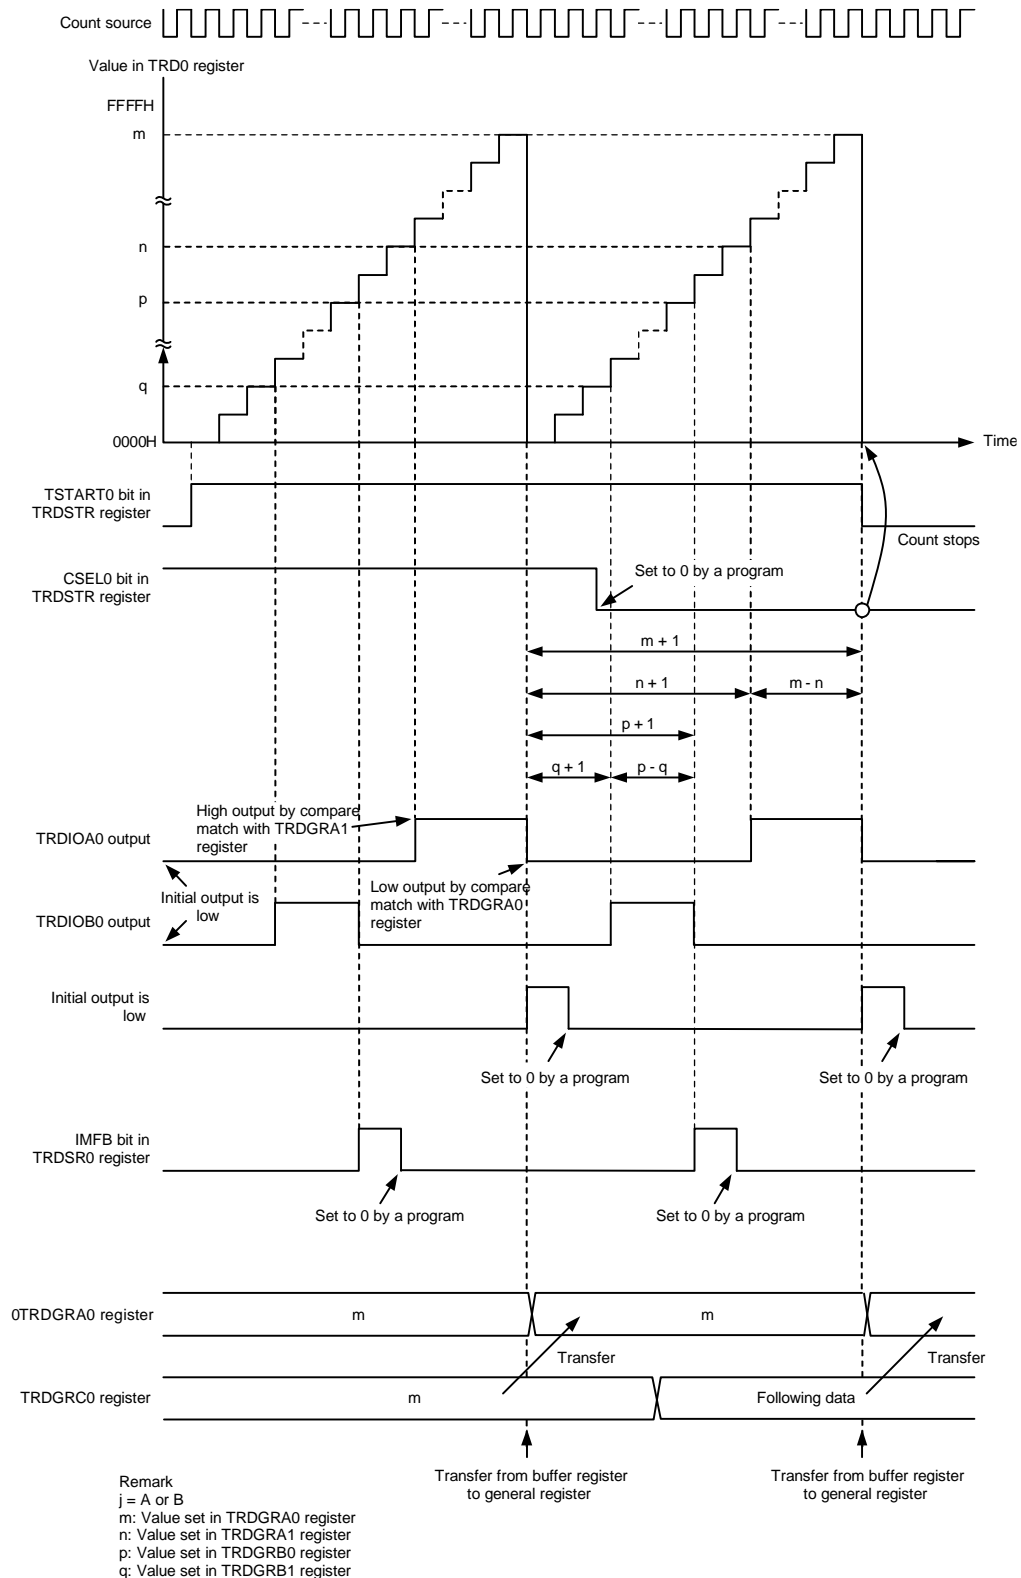 Count source
Value in TRD0 register
FFFFH
m
n
p
q
0000H
Time
TSTART0 bit in
TRDSTR register
Count stops
CSEL0 bit in
TRDSTR register
Set to 0 by a program
m + 1
n + 1
m - n
p + 1
q + 1
p - q
High output by compare
match with TRDGRA1
register
TRDIOA0 output
Low output by compare
match with TRDGRA0
register
Initial output is
low
TRDIOB0 output
Initial output is
low
Set to 0 by a program
Set to 0 by a program
IMFB bit in
TRDSR0 register
Set to 0 by a program
Set to 0 by a program
0TRDGRA0 register
m
m
Transfer
Transfer
TRDGRC0 register
m
Following data
Transfer from buffer register
to general register
Transfer from buffer register
to general register
Remark
j = A or B
m: Value set in TRDGRA0 register
n: Value set in TRDGRA1 register
p: Value set in TRDGRB0 register
q: Value set in TRDGRB1 register